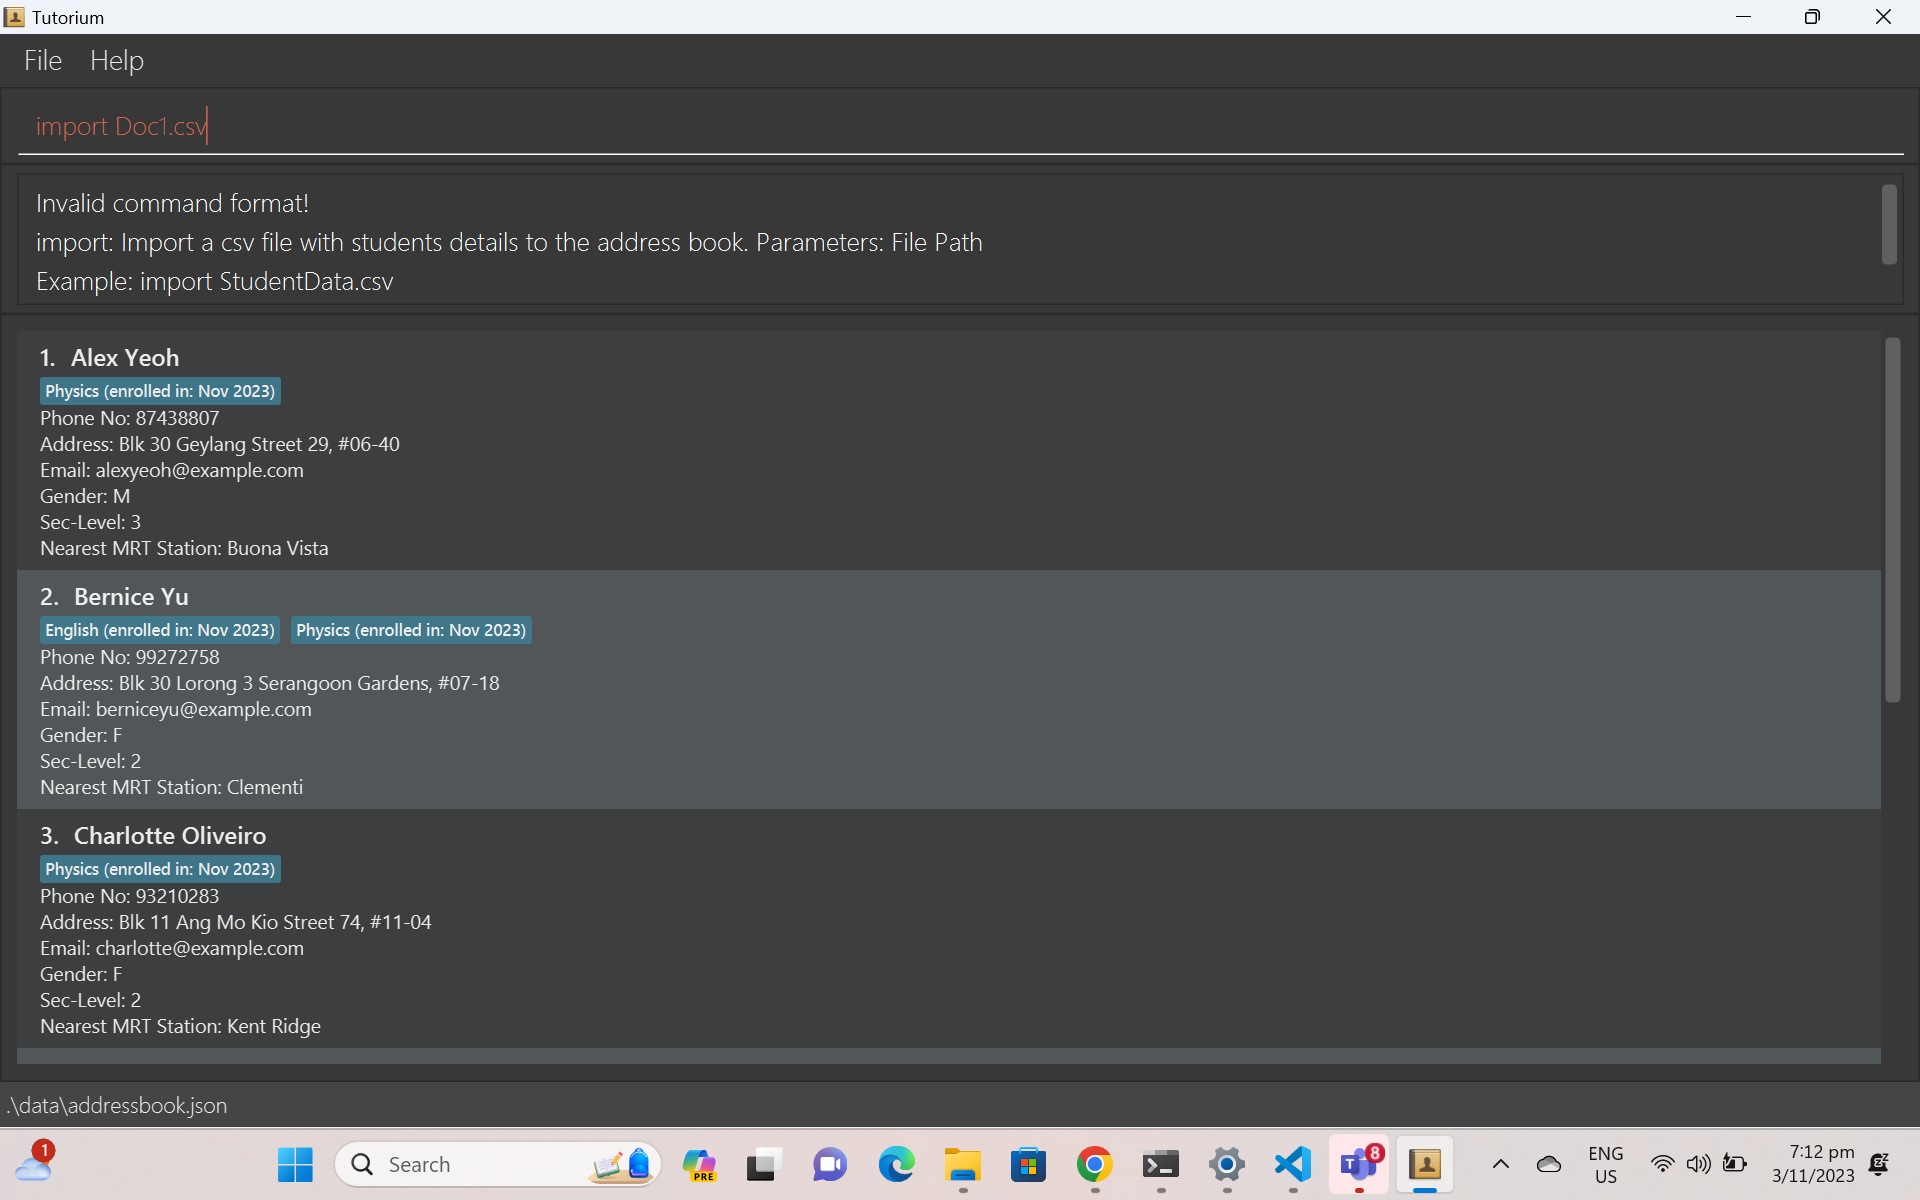 Tutorium
File Help
import Doc1.csv
Invalid command format!
import: Import a csv file with students details to the address book. Parameters: File Path
Example: import StudentData.csv
1. Alex Yeoh
Physics (enrolled in: Nov 2023)
Phone No: 87438807
Address: Blk 30 Geylang Street 29, #06-40
Email: alexyeoh@example.com
Gender: M
Sec-Level: 3
Nearest MRT Station: Buona Vista
2. Bernice Yu
English (enrolled in: Nov 2023) Physics (enrolled in: Nov 2023)
Phone No: 99272758
Address: Blk 30 Lorong 3 Serangoon Gardens, #07-18
Email: berniceyu@example.com
Gender: F
Sec-Level: 2
Nearest MRT Station: Clementi
3. Charlotte Oliveiro
Physics (enrolled in: Nov 2023)
Phone No: 93210283
Address: Blk 11 Ang Mo Kio Street 74, #11-04
Email: charlotte@example.com
Gender: F
Sec-Level: 2
Nearest MRT Station: Kent Ridge
.\data\addressbook.json
1
Search
PRE
T
8
ENG
US
7:12 pm
3/11/2023